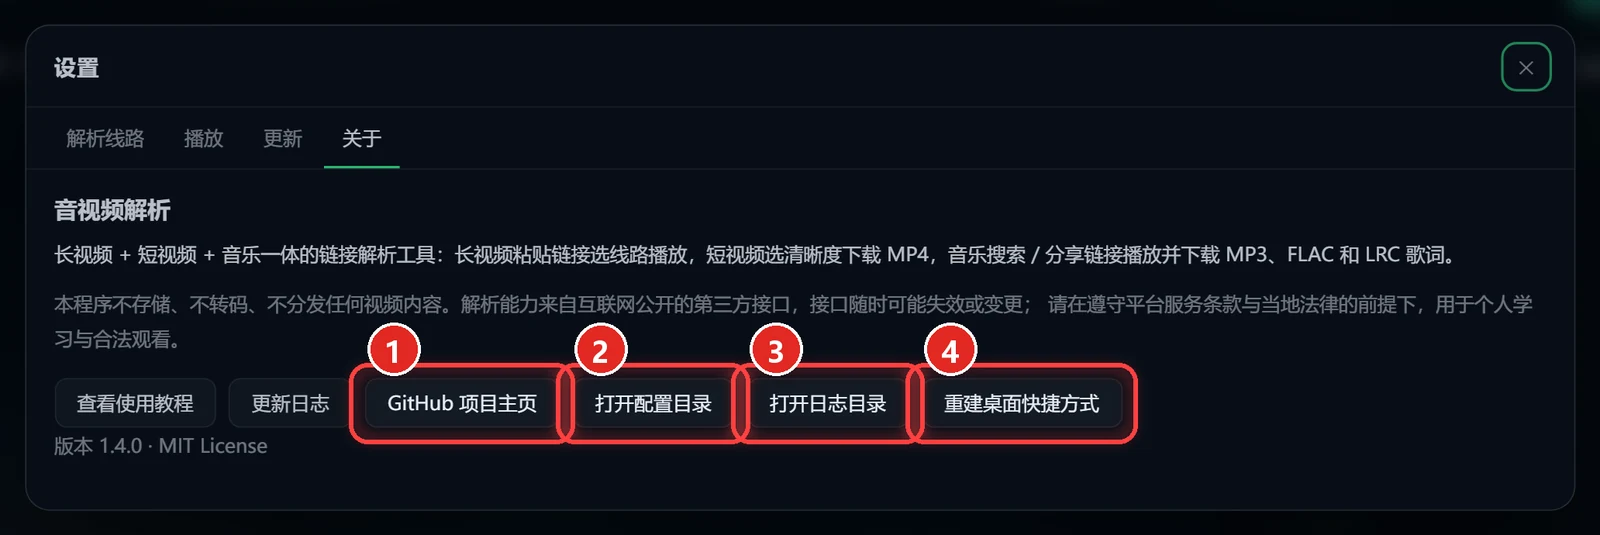 设置
解析线路 播放 更新 关于
音视频解析
长视频 + 短视频 + 音乐一体的链接解析工具：长视频粘贴链接选线路播放，短视频选清晰度下载 MP4，音乐搜索 / 分享链接播放并下载 MP3、FLAC 和 LRC 歌词。
本程序不存储、不转码、不分发任何视频内容。解析能力来自互联网公开的第三方接口，接口随时可能失效或变更； 请在遵守平台服务条款与当地法律的前提下，用于个人学
习与合法观看。
1 2 3 4
查看使用教程 更新日志 GitHub 项目主页 打开配置目录 打开日志目录 重建桌面快捷方式
版本 1.4.0 · MIT License